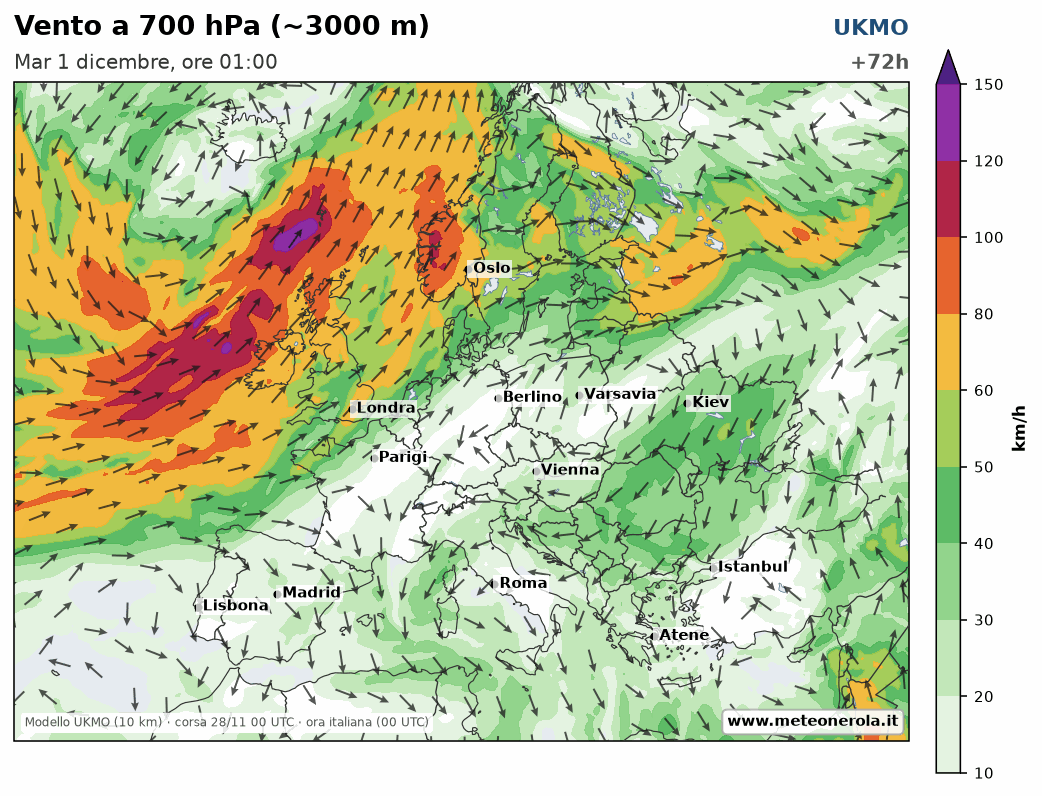 Vento a 700 hPa (~3000 m)
UKMO
Mar 1 dicembre, ore 01:00
+72h
150
120
100
80
60
50
40
30
20
10
km/h
Oslo
Londra
Berlino
Varsavia
Kiev
Parigi
Vienna
Istanbul
Roma
Madrid
Lisbona
Atene
Modello UKMO (10 km) · corsa 28/11 00 UTC · ora italiana (00 UTC)
www.meteonerola.it